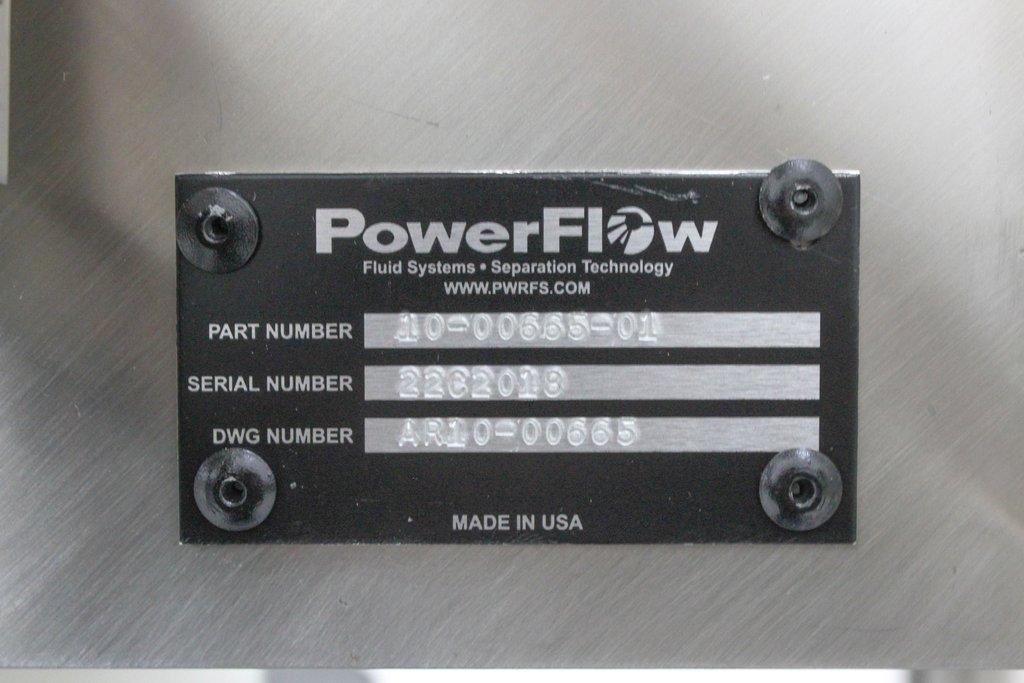 PowerFlow
Fluid Systems • Separation Technology
WWW.PWRFS.COM
PART NUMBER 10-00665-01
SERIAL NUMBER 22C2018
DWG NUMBER AR10-00665
MADE IN USA